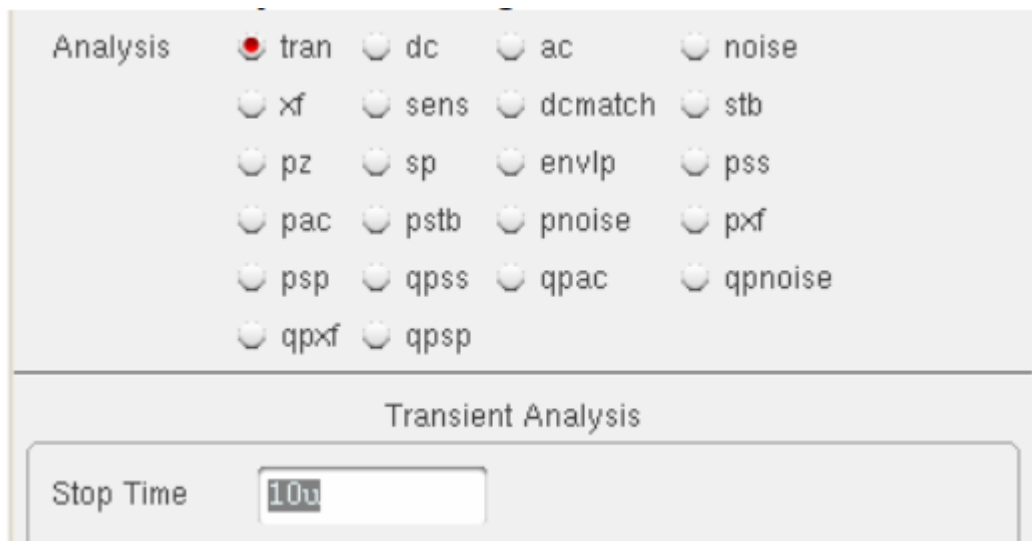 Analysis tran dc ac noise
xf sens dcmatch stb
pz sp envlp pss
pac pstb pnoise pxf
psp qpss qpac qpnoise
qpxf qpsp
Transient Analysis
Stop Time 10u